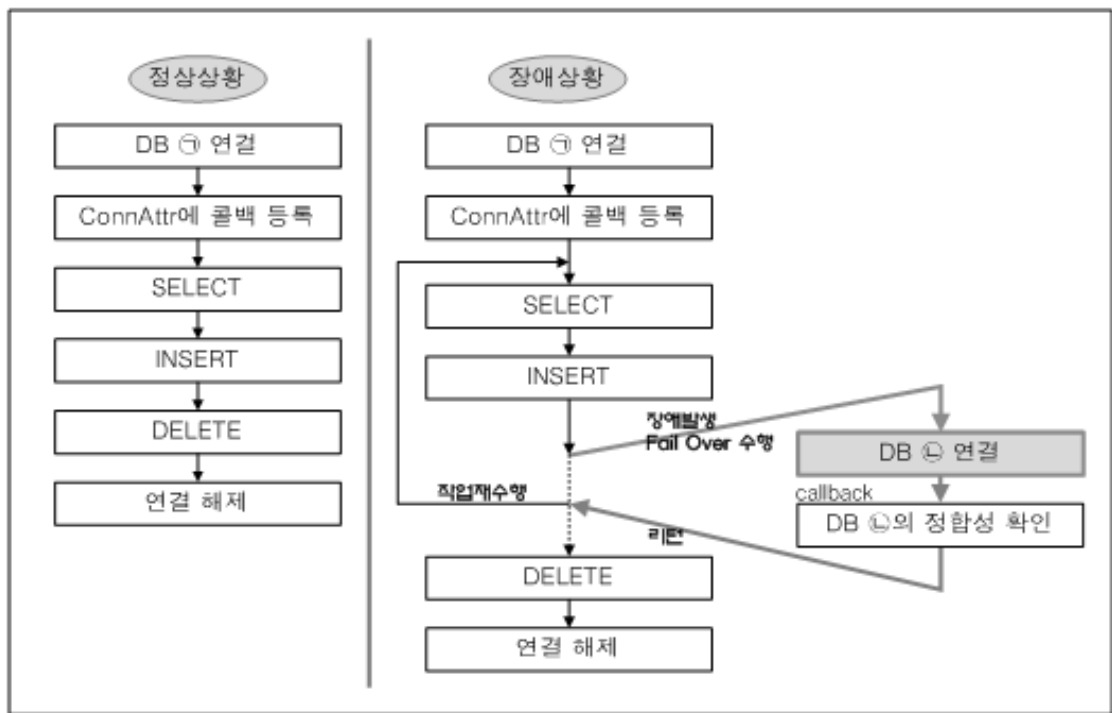 정상상황
DB ㉠ 연결
ConnAttr에 콜백 등록
SELECT
INSERT
DELETE
연결 해제
장애상황
DB ㉠ 연결
ConnAttr에 콜백 등록
SELECT
INSERT
장애발생
Fail Over 수행
DB ㉡ 연결
callback
DB ㉡의 정합성 확인
작업재수행
리턴
DELETE
연결 해제